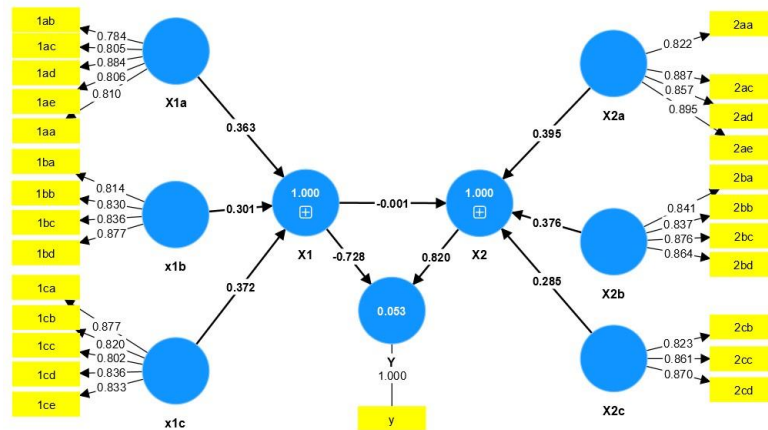 1ab
1ac
1ad
1ae
1aa
0.784
0.805
0.884
0.806
0.810
X1a
0.363
1ba
1bb
1bc
1bd
0.814
0.830
0.836
0.877
x1b
0.301
1ca
1cb
1cc
1cd
1ce
0.877
0.820
0.802
0.836
0.833
x1c
0.372
1.000
X1
-0.001
-0.728
1.000
X2
0.820
0.053
Y
1.000
y
0.395
X2a
0.822
0.887
0.857
0.895
2aa
2ac
2ad
2ae
0.376
X2b
0.841
0.837
0.876
0.864
2ba
2bb
2bc
2bd
0.285
X2c
0.823
0.861
0.870
2cb
2cc
2cd